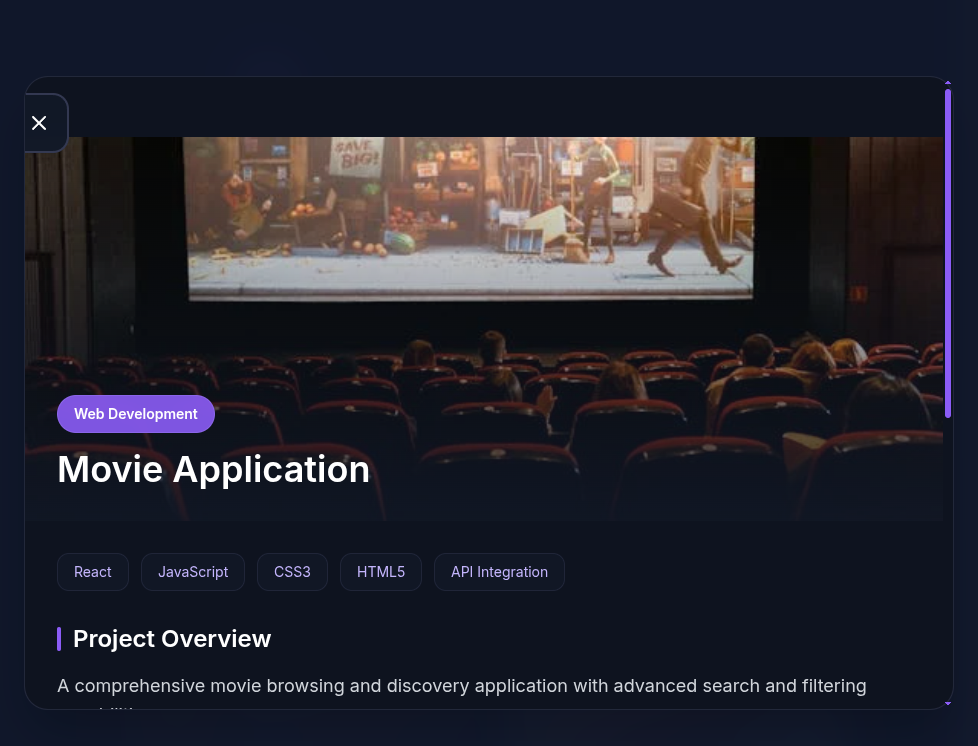 SAVE
BIG!
Web Development
Movie Application
React
JavaScript
CSS3
HTML5
API Integration
Project Overview
A comprehensive movie browsing and discovery application with advanced search and filtering